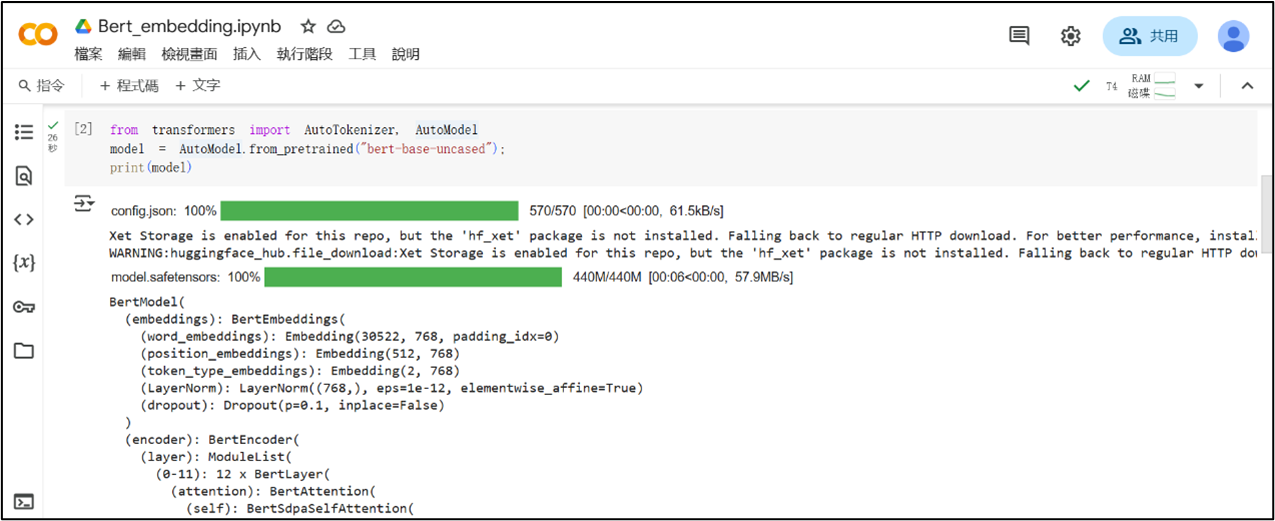 Bert_embedding.ipynb
檔案 編輯 檢視畫面 插入 執行階段 工具 說明
共用
指令 + 程式碼 + 文字
T4 RAM 磁碟
[2] from transformers import AutoTokenizer, AutoModel
26 秒
model = AutoModel.from_pretrained("bert-base-uncased");
print(model)
config.json: 100% 570/570 [00:00<00:00, 61.5kB/s]
Xet Storage is enabled for this repo, but the 'hf_xet' package is not installed. Falling back to regular HTTP download. For better performance, instal
WARNING:huggingface_hub.file_download:Xet Storage is enabled for this repo, but the 'hf_xet' package is not installed. Falling back to regular HTTP do
model.safetensors: 100% 440M/440M [00:06<00:00, 57.9MB/s]
BertModel(
(embeddings): BertEmbeddings(
(word_embeddings): Embedding(30522, 768, padding_idx=0)
(position_embeddings): Embedding(512, 768)
(token_type_embeddings): Embedding(2, 768)
(LayerNorm): LayerNorm((768,), eps=1e-12, elementwise_affine=True)
(dropout): Dropout(p=0.1, inplace=False)
)
(encoder): BertEncoder(
(layer): ModuleList(
(0-11): 12 x BertLayer(
(attention): BertAttention(
(self): BertSdpaSelfAttention(